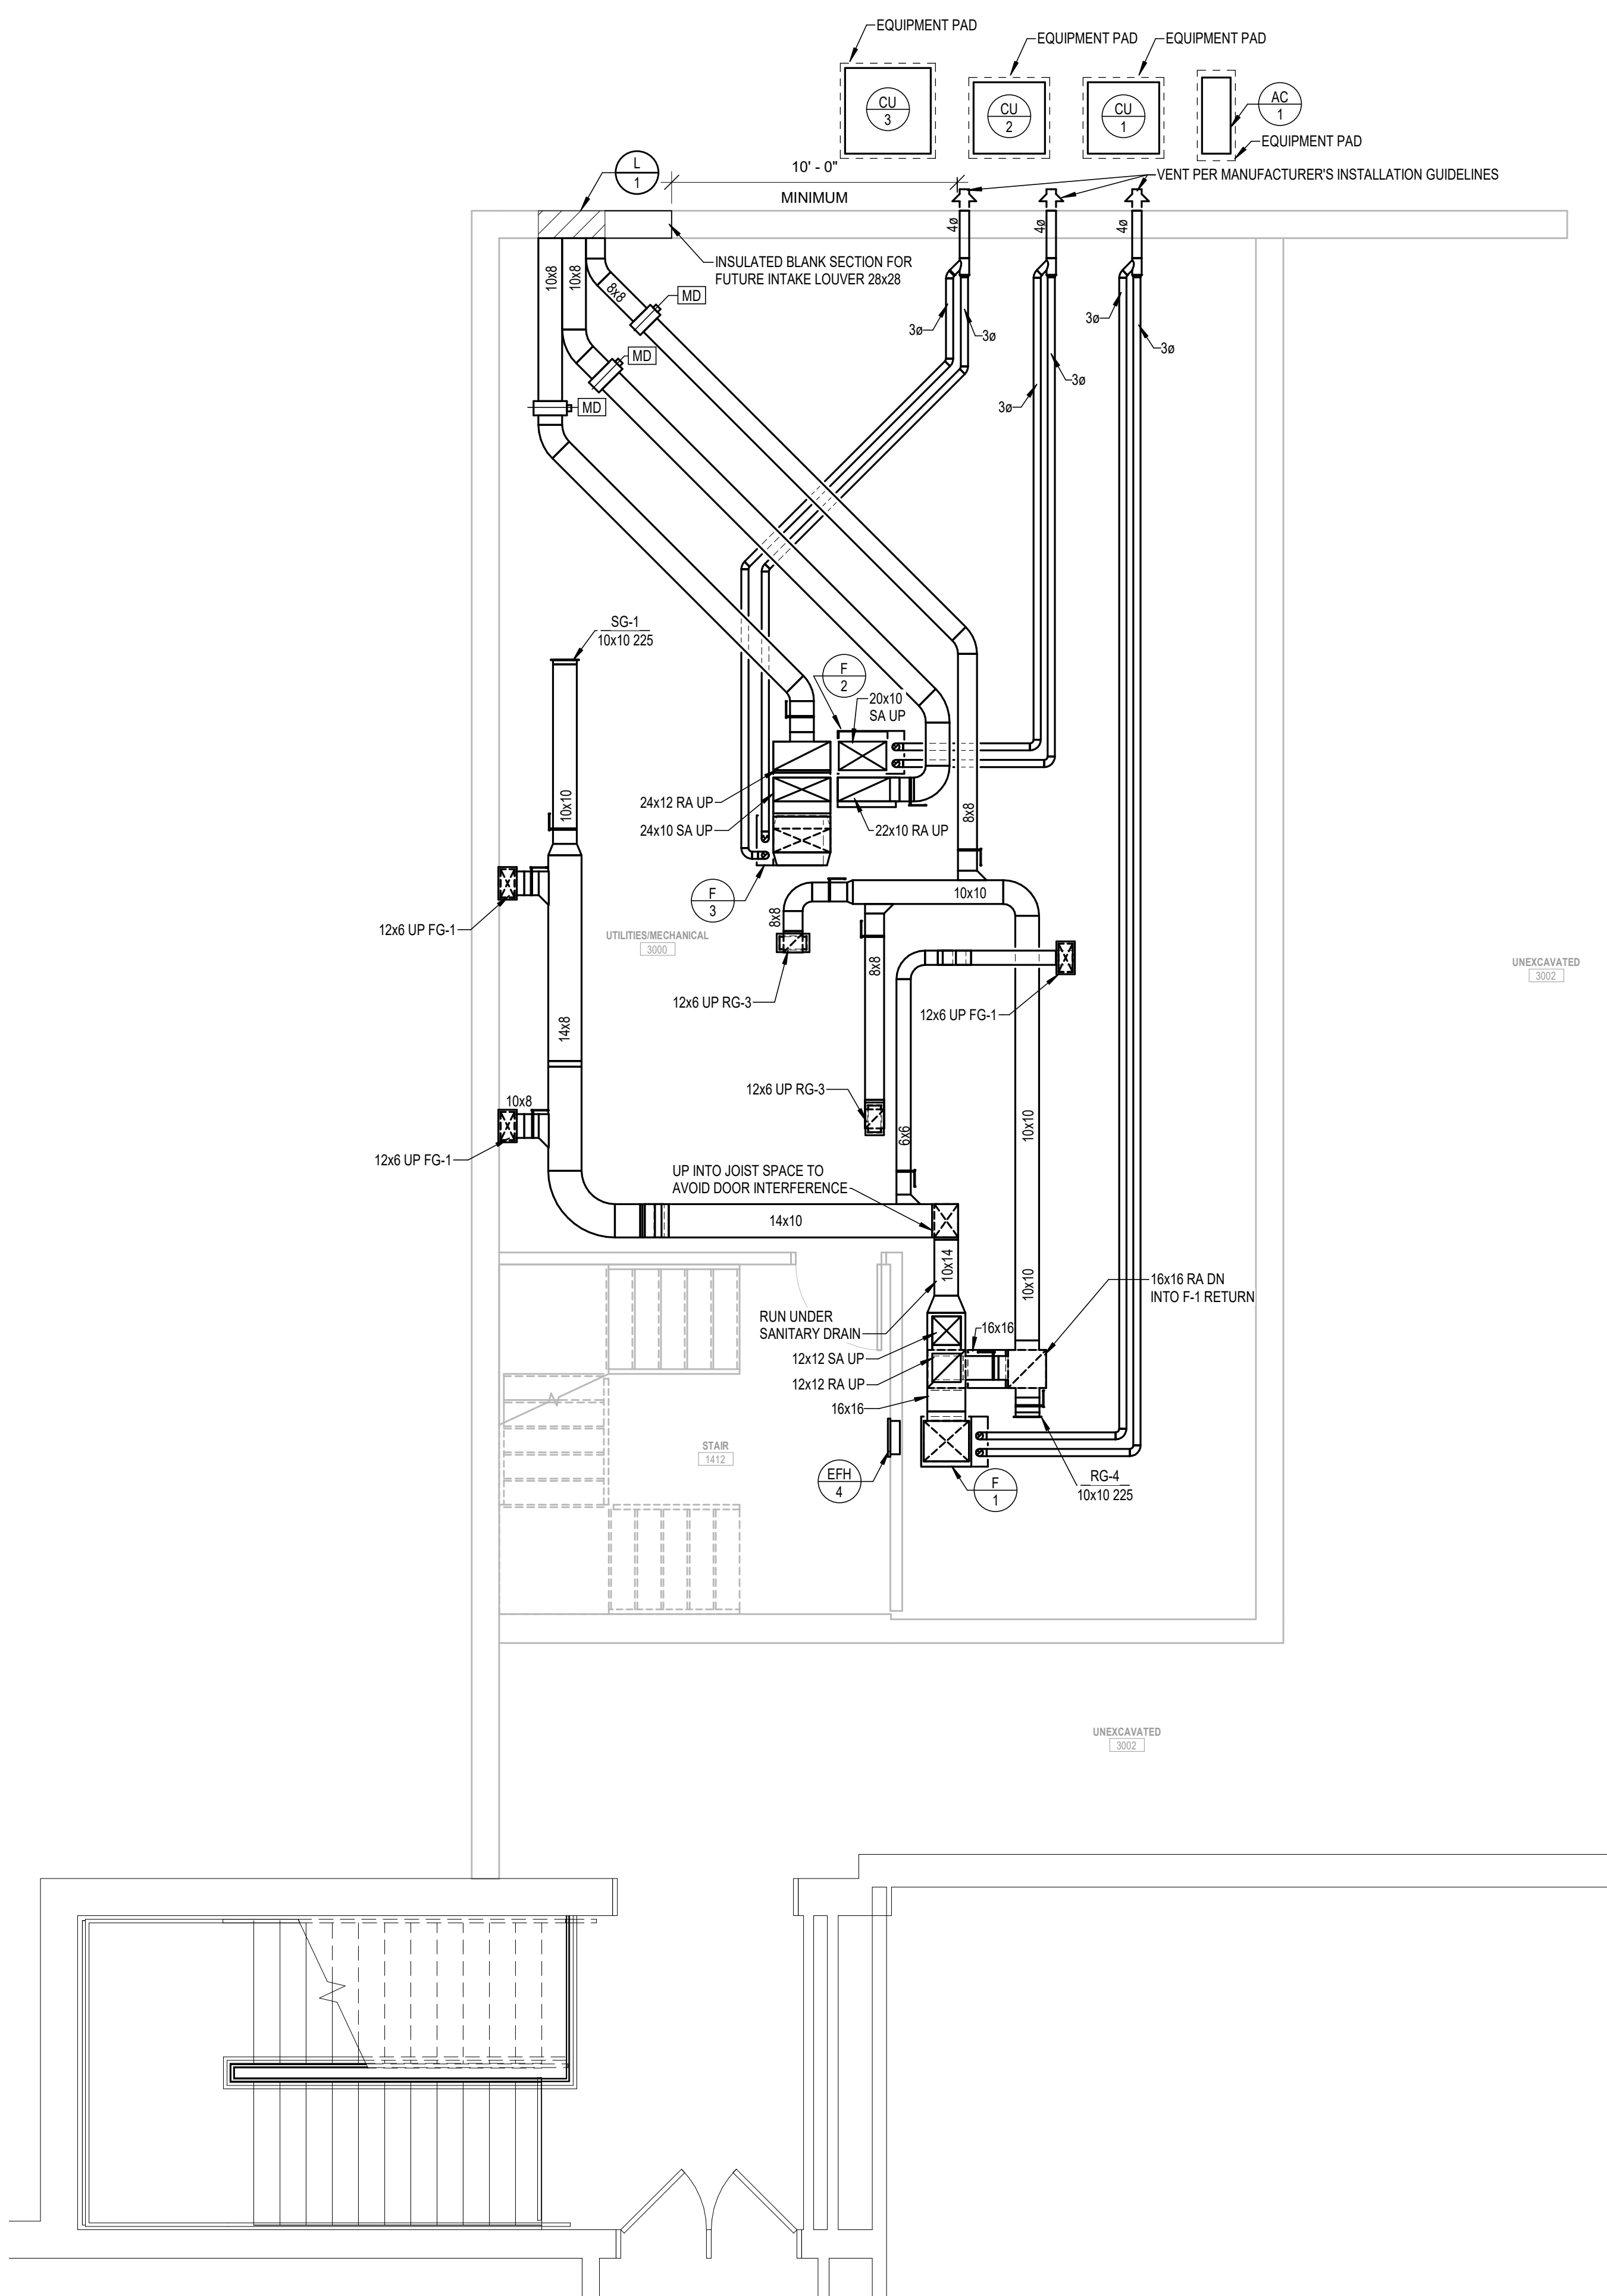 EQUIPMENT PAD
EQUIPMENT PAD
EQUIPMENT PAD
CU
3
CU
2
CU
1
AC
1
EQUIPMENT PAD
L
1
10' - 0"
MINIMUM
VENT PER MANUFACTURER'S INSTALLATION GUIDELINES
4ø
4ø
4ø
INSULATED BLANK SECTION FOR
FUTURE INTAKE LOUVER 28x28
10x8
10x8
8x8
MD
MD
MD
3ø
3ø
3ø
3ø
3ø
3ø
SG-1
10x10 225
F
2
20x10
SA UP
10x10
24x12 RA UP
24x10 SA UP
22x10 RA UP
8x8
F
3
10x10
8x8
12x6 UP FG-1
UTILITIES/MECHANICAL
3000
8x8
UNEXCAVATED
3002
12x6 UP RG-3
12x6 UP FG-1
14x8
12x6 UP RG-3
10x8
6x6
10x10
12x6 UP FG-1
UP INTO JOIST SPACE TO
AVOID DOOR INTERFERENCE
14x10
10x14
10x10
16x16 RA DN
INTO F-1 RETURN
RUN UNDER
SANITARY DRAIN
16x16
12x12 SA UP
12x12 RA UP
16x16
STAIR
1412
EFH
4
F
1
RG-4
10x10 225
UNEXCAVATED
3002